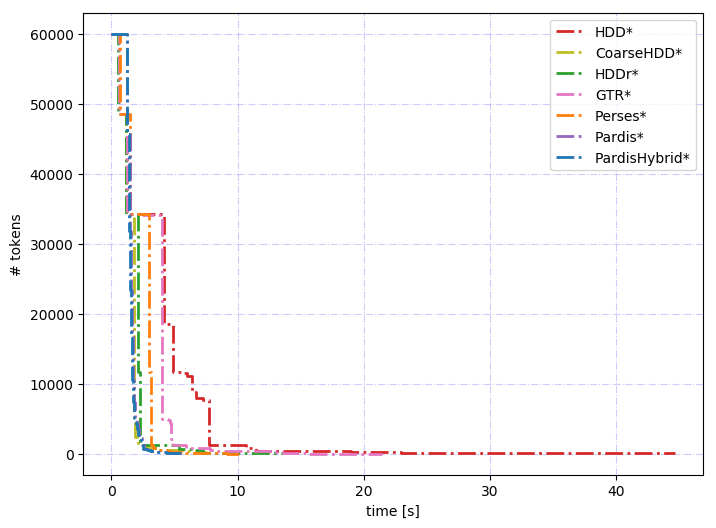 HDD*
CoarseHDD*
HDDr*
GTR*
Perses*
Pardis*
PardisHybrid*
# tokens
60000
50000
40000
30000
20000
10000
0
0 10 20 30 40
time [s]